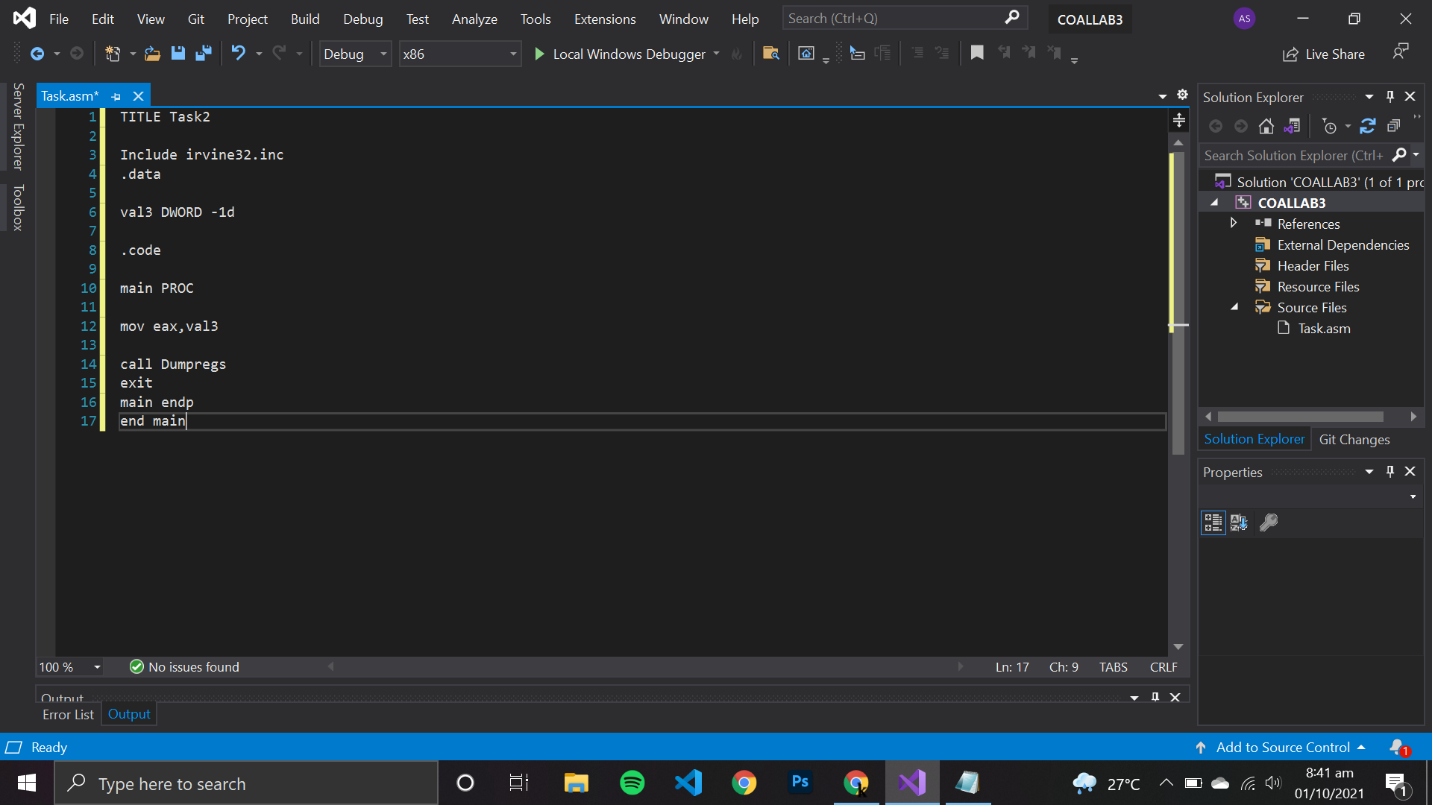 File Edit View Git Project Build Debug Test Analyze Tools Extensions Window Help Search (Ctrl+Q) COALLAB3 AS
Debug x86 Local Windows Debugger Live Share
Server Explorer
Toolbox
Task.asm*
1 TITLE Task2
2
3 Include irvine32.inc
4 .data
5
6 val3 DWORD -1d
7
8 .code
9
10 main PROC
11
12 mov eax,val3
13
14 call Dumpregs
15 exit
16 main endp
17 end main
100 % No issues found Ln: 17 Ch: 9 TABS CRLF
Output
Error List Output
Solution Explorer
Search Solution Explorer (Ctrl+
Solution 'COALLAB3' (1 of 1 pro
COALLAB3
References
External Dependencies
Header Files
Resource Files
Source Files
Task.asm
Solution Explorer Git Changes
Properties
Ready Add to Source Control 1
Type here to search Ps 27°C 8:41 am
01/10/2021 1